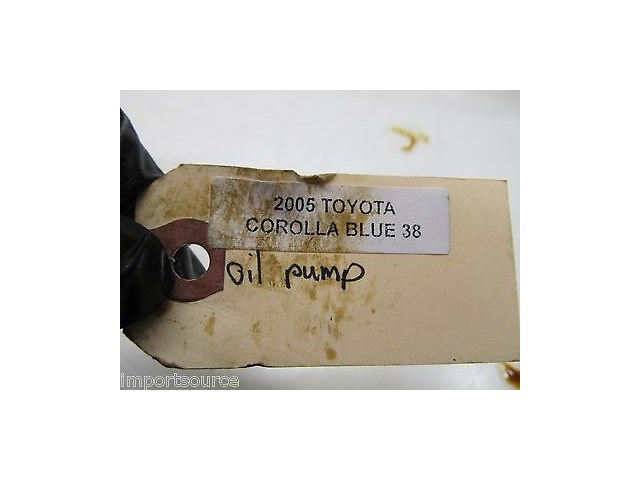 2005 TOYOTA
COROLLA BLUE 38
oil pump
importsource